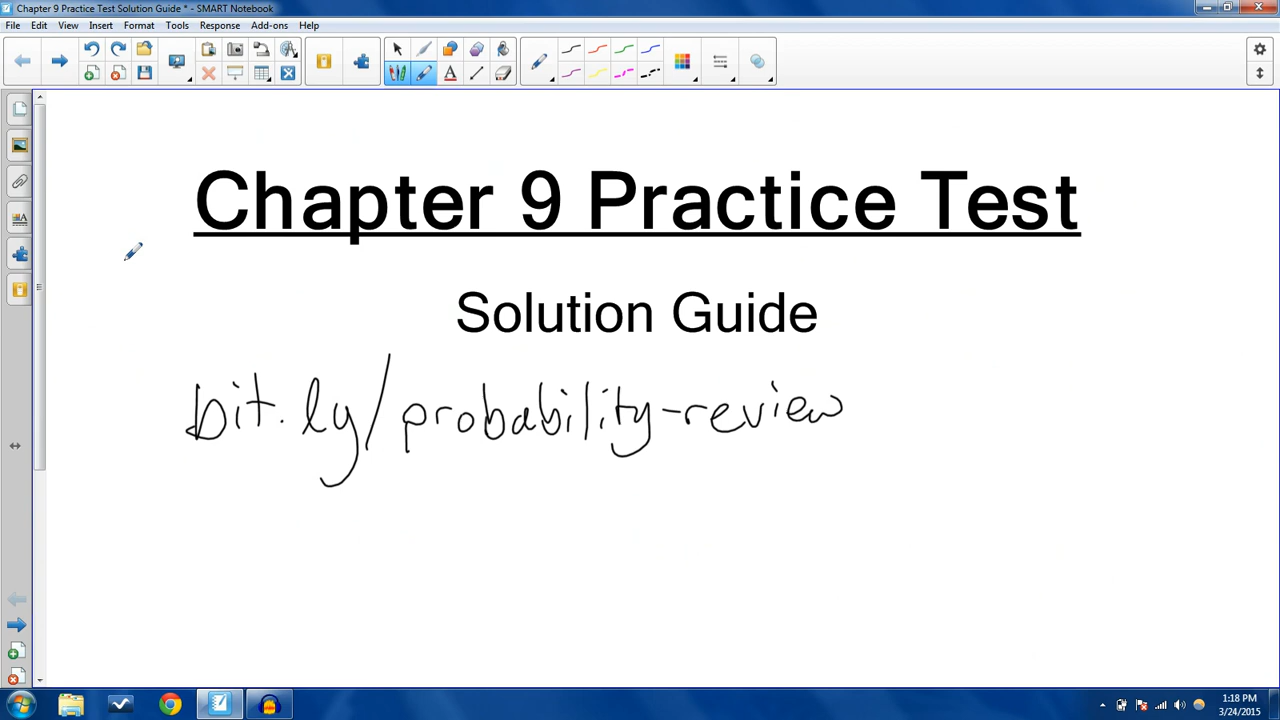 Chapter 9 Practice Test Solution Guide * - SMART Notebook
File Edit View Insert Format Tools Response Add-ons Help
Chapter 9 Practice Test
Solution Guide
bit.ly/probability-review
1:18 PM
3/24/2015